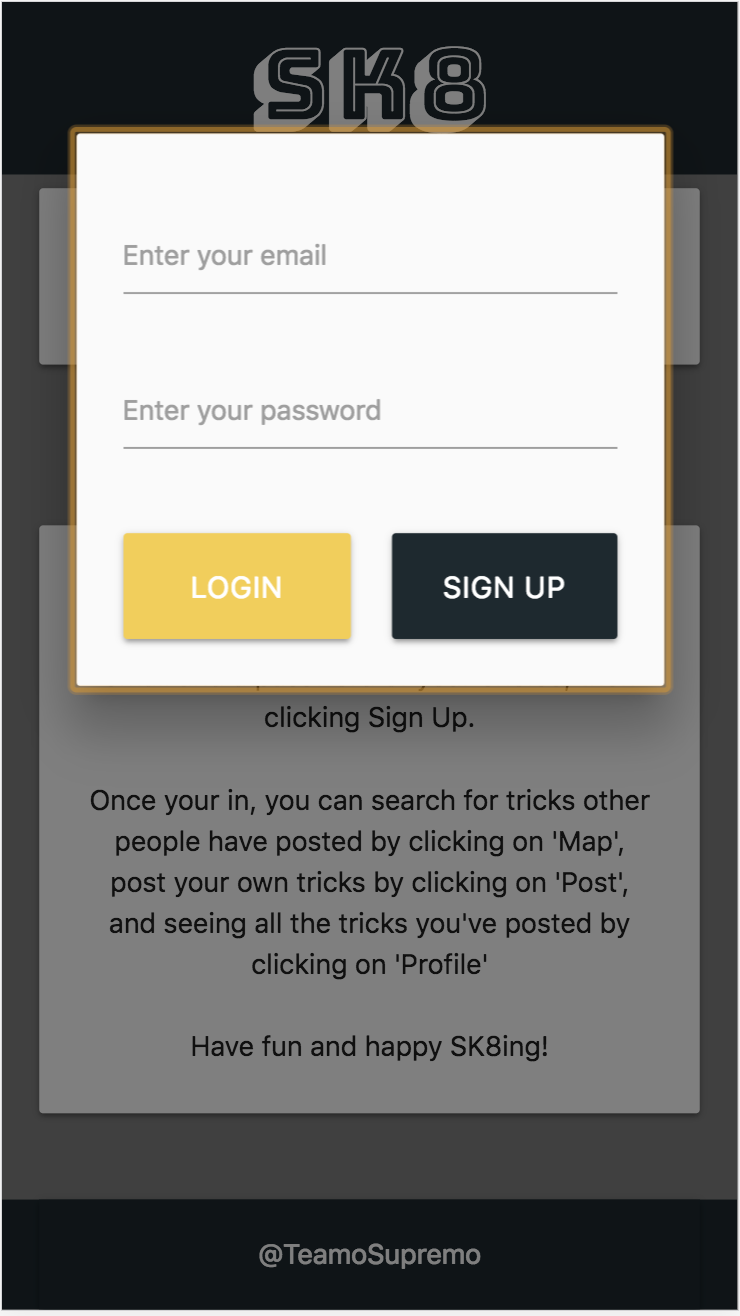 SK8
Enter your email
Enter your password
LOGIN
SIGN UP
clicking Sign Up.
Once your in, you can search for tricks other
people have posted by clicking on 'Map',
post your own tricks by clicking on 'Post',
and seeing all the tricks you've posted by
clicking on 'Profile'
Have fun and happy SK8ing!
@TeamoSupremo